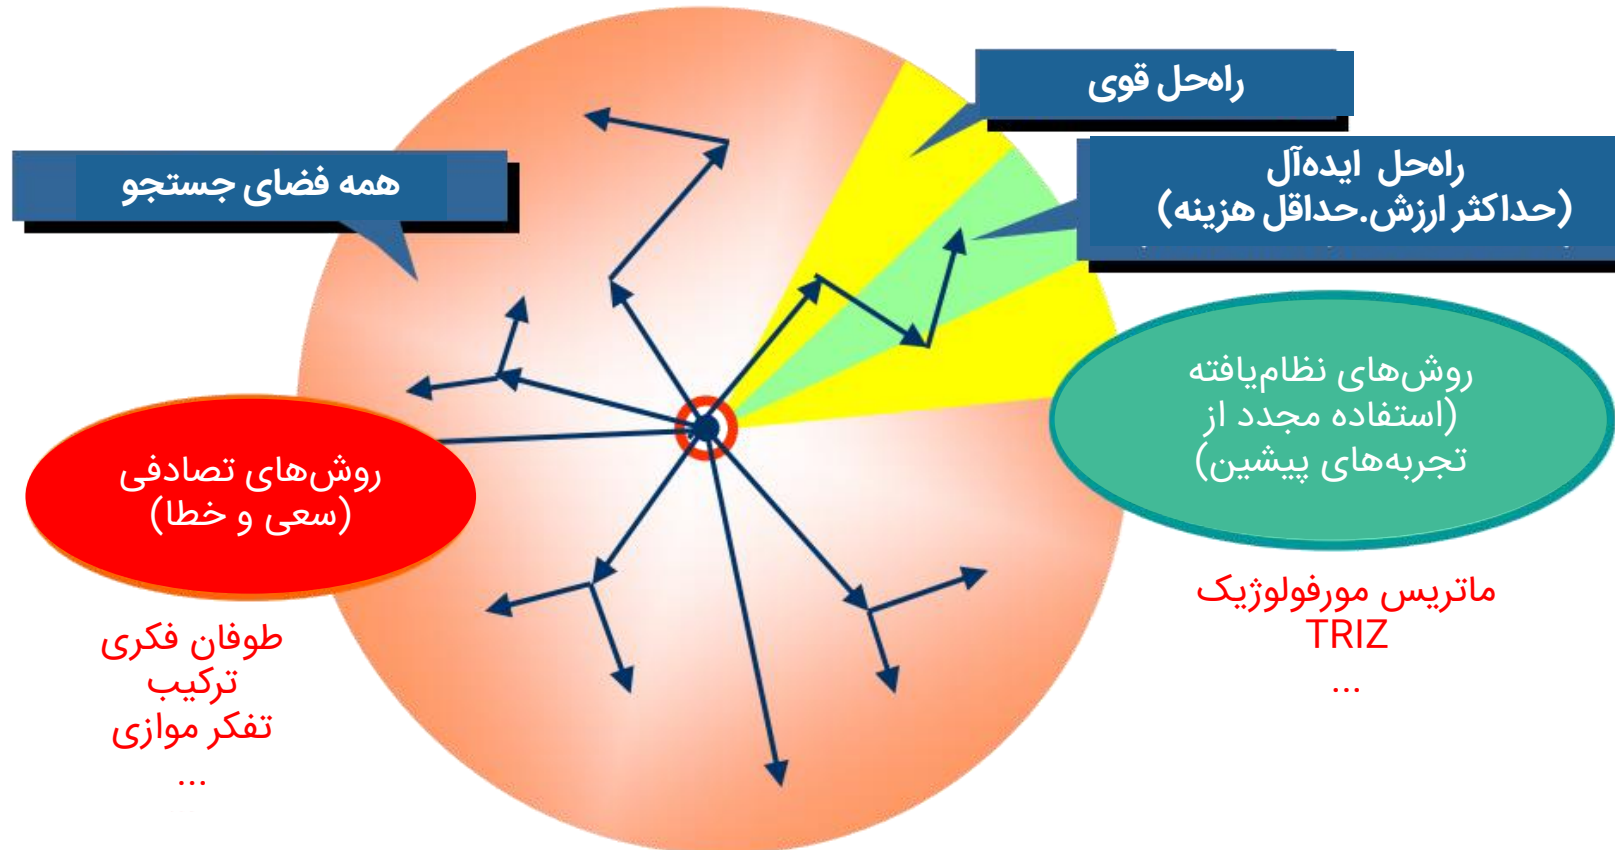 راه‌حل قوی
راه‌حل ایده‌آل
(حداکثر ارزش.حداقل هزینه)
همه فضای جستجو
روش‌های نظام‌یافته
(استفاده مجدد از
تجربه‌های پیشین)
ماتریس مورفولوژیک
TRIZ
...
روش‌های تصادفی
(سعی و خطا)
طوفان فکری
ترکیب
تفکر موازی
...